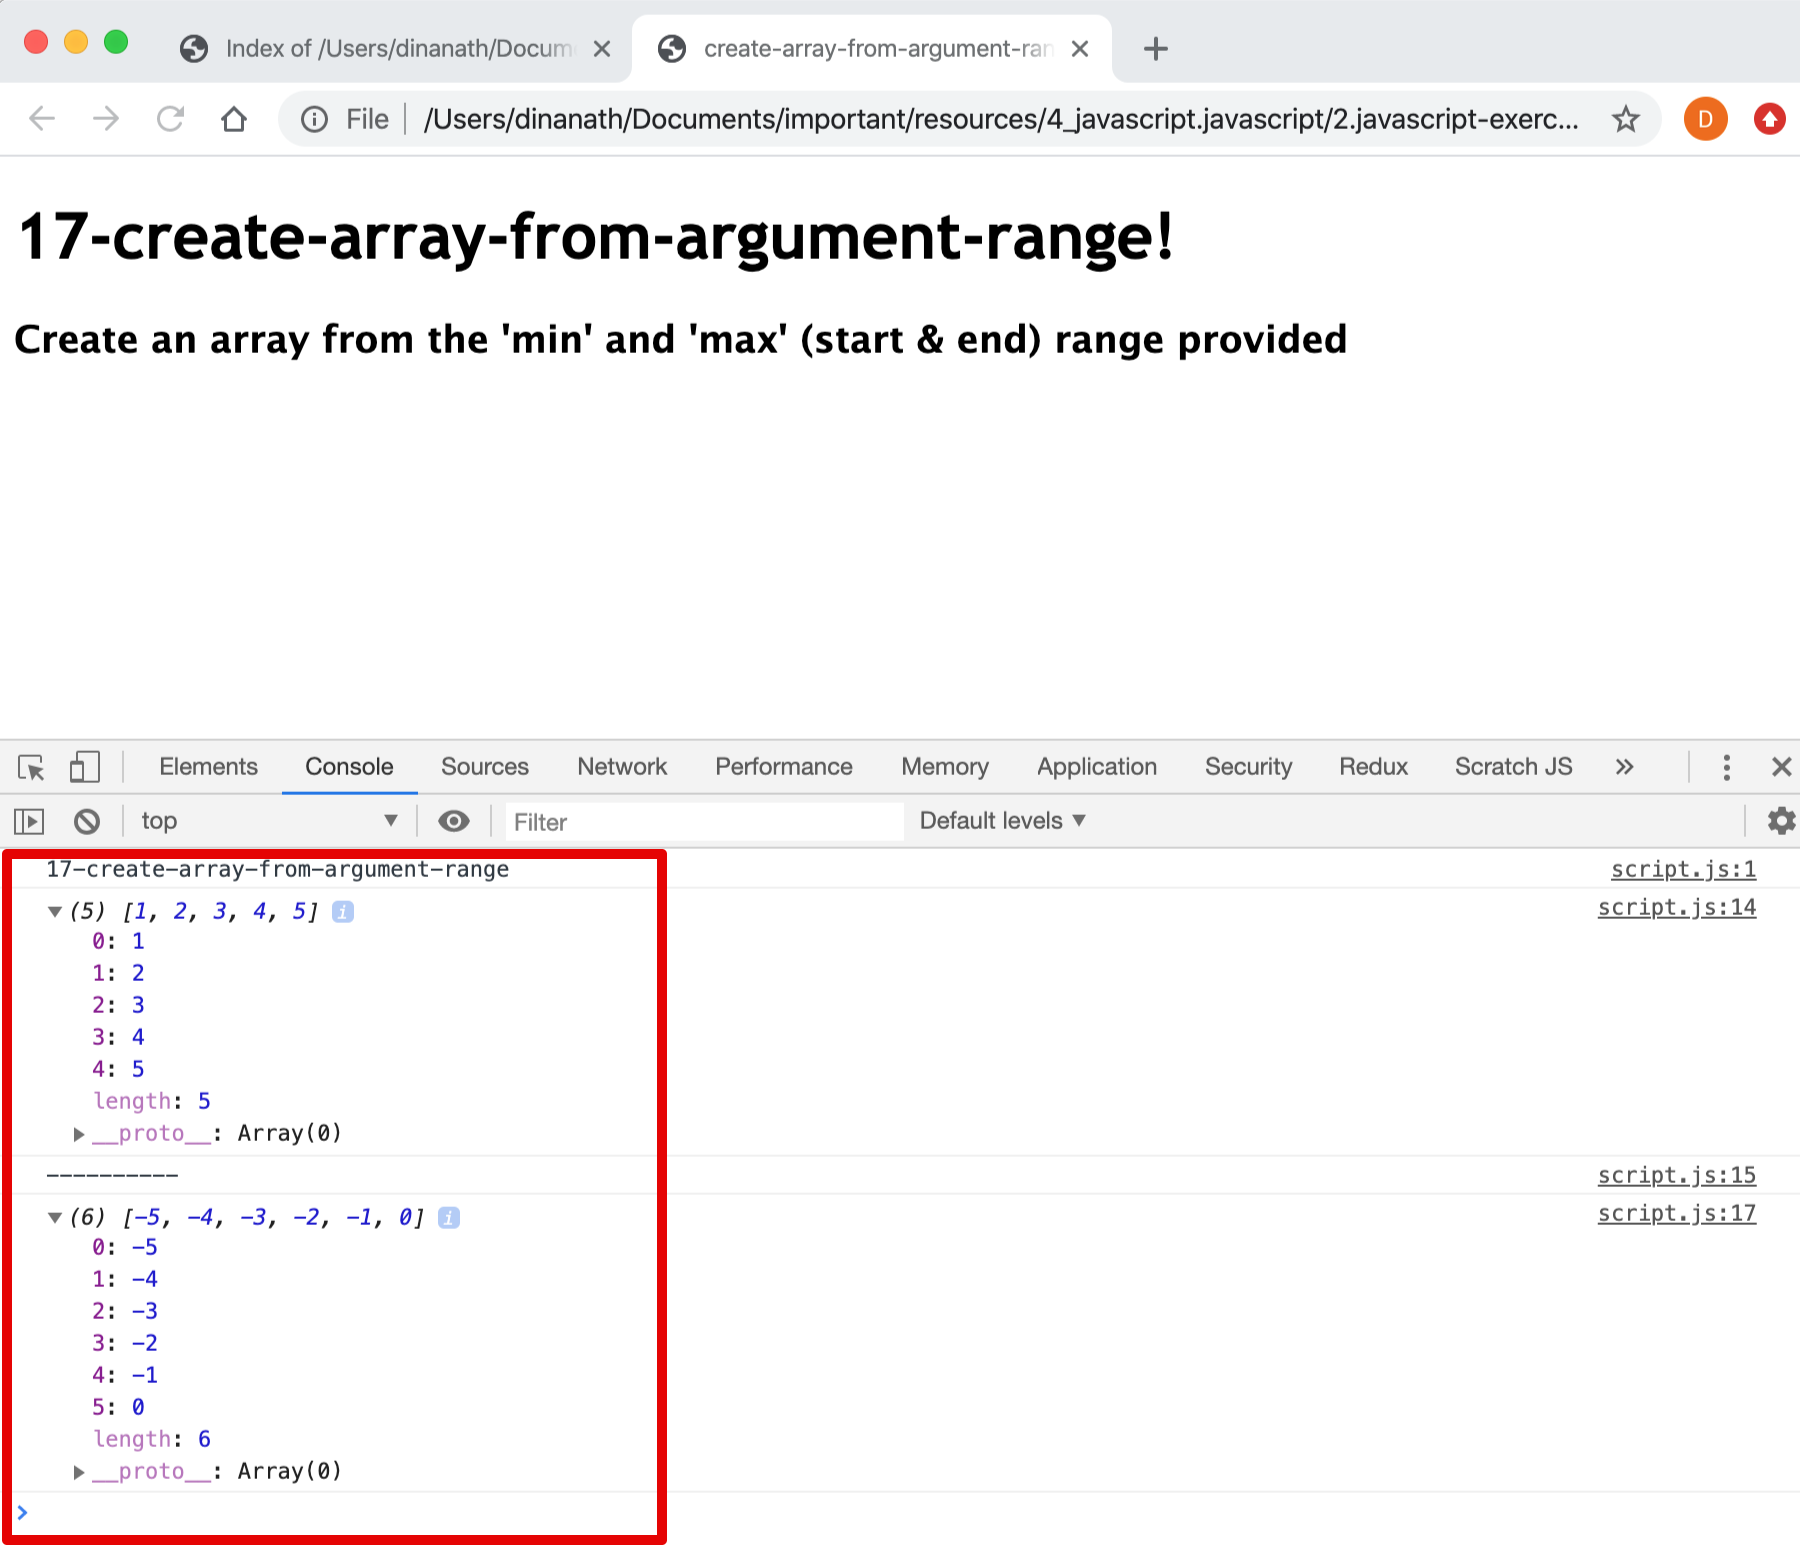 Index of /Users/dinanath/Docum
create-array-from-argument-ran
File
/Users/dinanath/Documents/important/resources/4_javascript.javascript/2.javascript-exerc...
D
17-create-array-from-argument-range!
Create an array from the 'min' and 'max' (start & end) range provided
Elements Console Sources Network Performance Memory Application Security Redux Scratch JS »
top Filter Default levels ▼
17-create-array-from-argument-range script.js:1
(5) [1, 2, 3, 4, 5] i script.js:14
0: 1
1: 2
2: 3
3: 4
4: 5
length: 5
__proto__: Array(0)
---------- script.js:15
(6) [-5, -4, -3, -2, -1, 0] i script.js:17
0: -5
1: -4
2: -3
3: -2
4: -1
5: 0
length: 6
__proto__: Array(0)
>